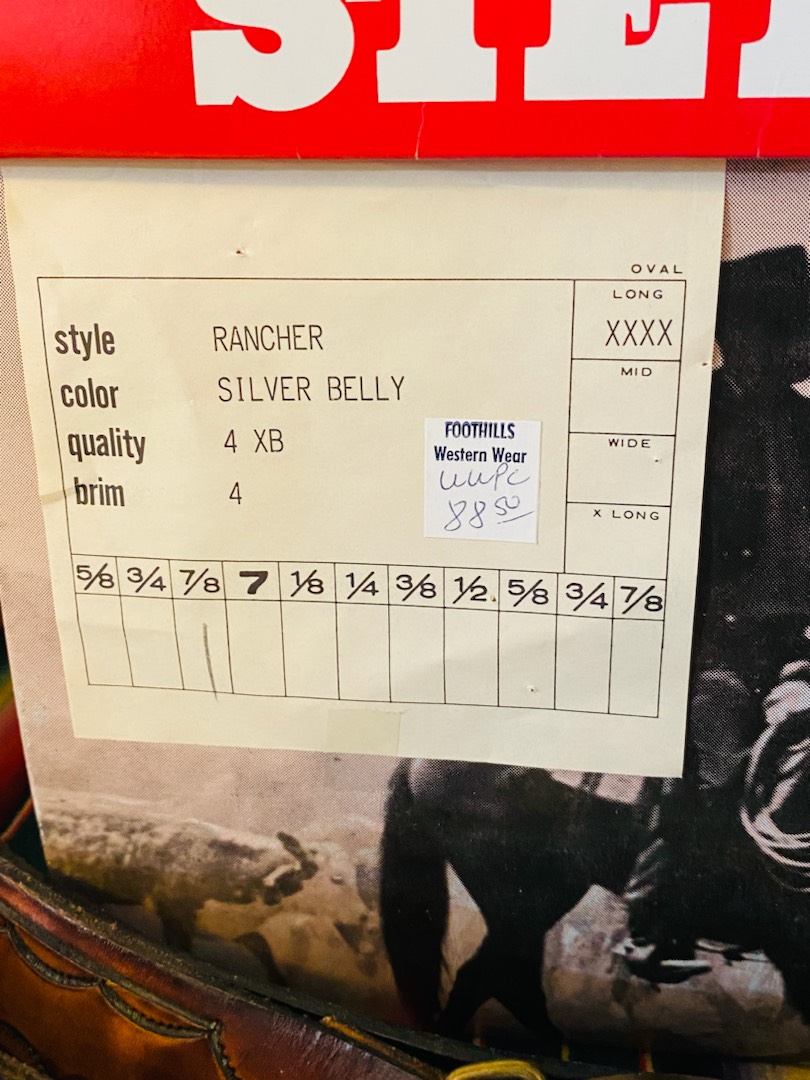 OVAL
LONG
style RANCHER XXXX
color SILVER BELLY MID
quality 4 XB WIDE
brim 4 X LONG
FOOTHILLS
Western Wear
88 50
5/8 3/4 7/8 7 1/8 1/4 3/8 1/2 5/8 3/4 7/8